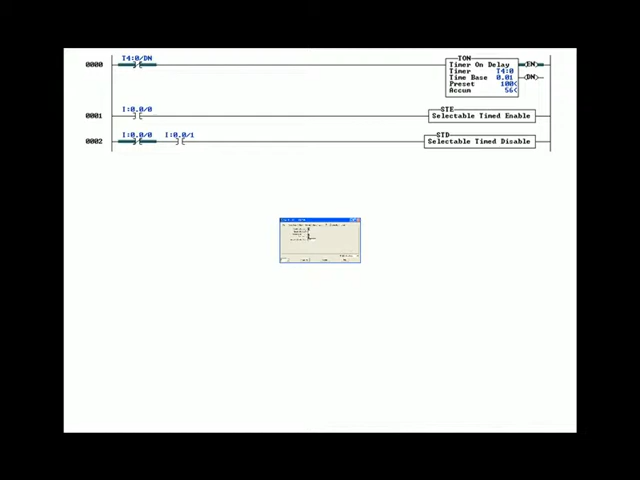 T4:0/DN
0000
TON
Timer On Delay
EN
Timer T4:0
Time Base 0.01
DN
Preset 100<
Accum 56<
I:0.0/0
0001
STE
Selectable Timed Enable
I:0.0/0 I:0.0/1
0002
STD
Selectable Timed Disable